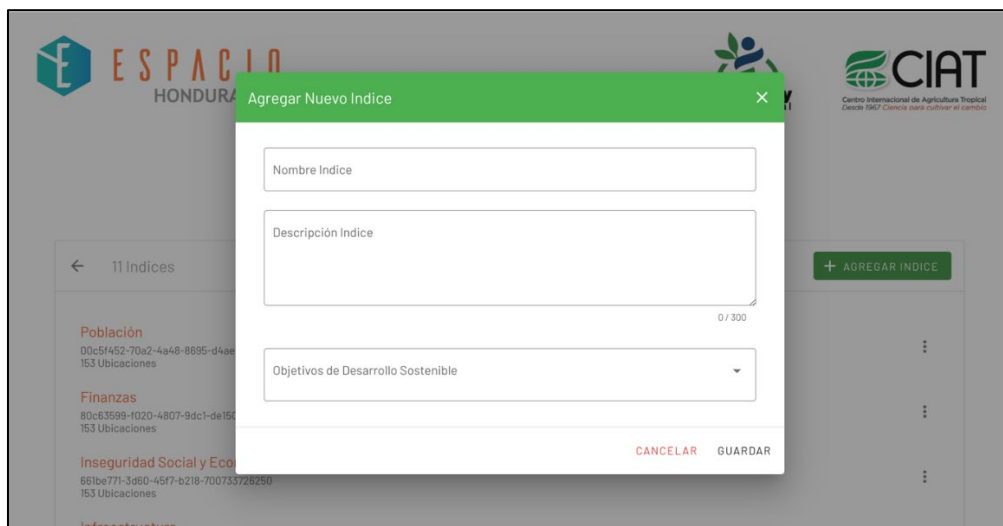 ESPACIO
HONDURA
CIAT
Centro Internacional de Agricultura Tropical
Desde 1967 Ciencia para cultivar el cambio
Agregar Nuevo Indice
Nombre Indice
Descripción Indice
0 / 300
Objetivos de Desarrollo Sostenible
CANCELAR GUARDAR
11 Indices
+ AGREGAR INDICE
Población
00c5f452-70a2-4a48-8695-d4ae
153 Ubicaciones
Finanzas
80c63599-f020-4807-9dc1-de150
153 Ubicaciones
Inseguridad Social y Eco
661be771-3d60-45f7-b218-700733726250
153 Ubicaciones